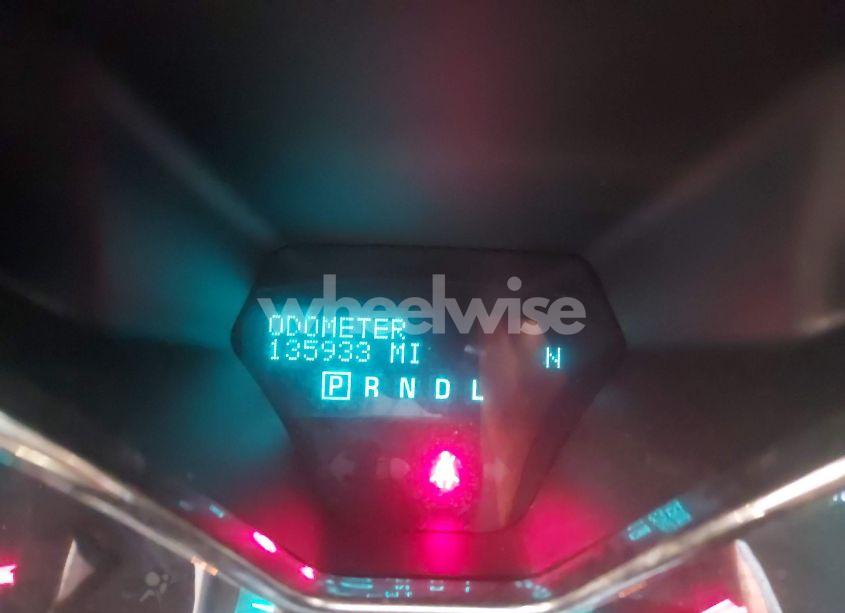 wheelwise
ODOMETER
135933 MI N
P R N D L